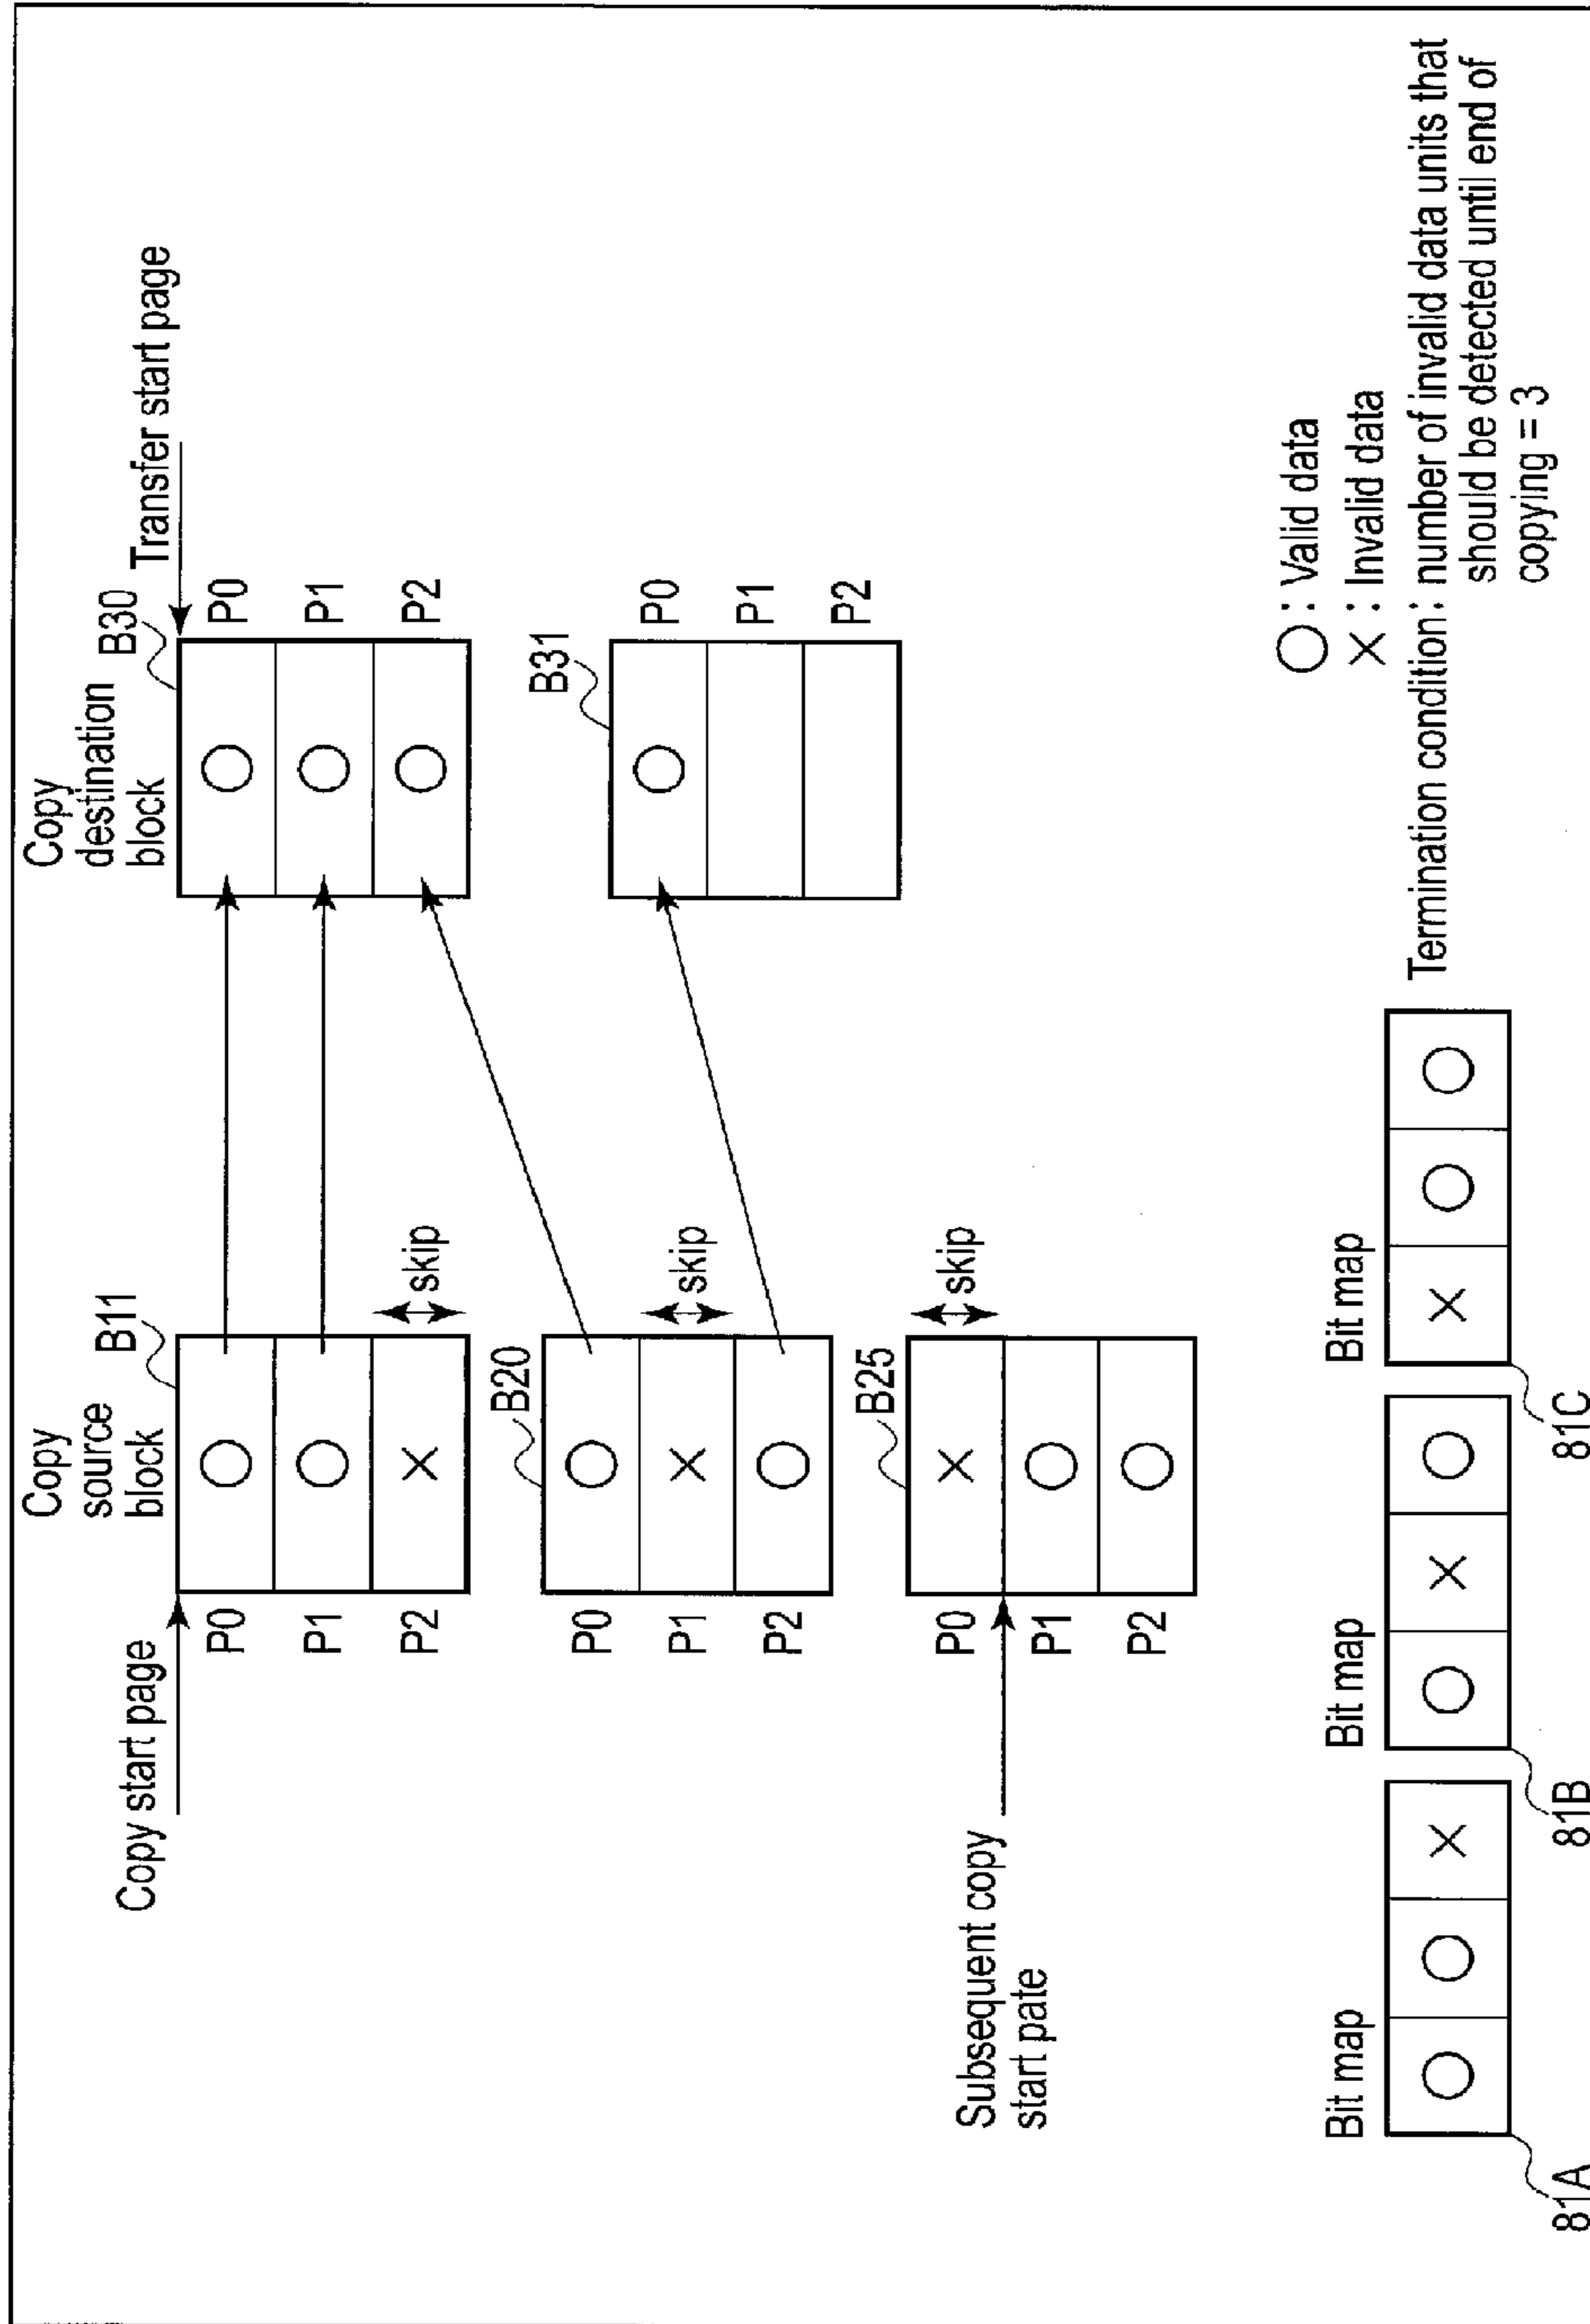 Copy
source
block
Copy
destination
block
Copy start page
B11
B30
Transfer start page
P0
P1
P2
skip
P0
P1
P2
B20
B31
P0
P1
P2
skip
P0
P1
P2
B25
skip
P0
P1
P2
Subsequent copy
start pate
Bit map
Bit map
Bit map
○ : Valid data
× : Invalid data
Termination condition : number of invalid data units that
should be detected until end of
copying = 3
81A
81B
81C